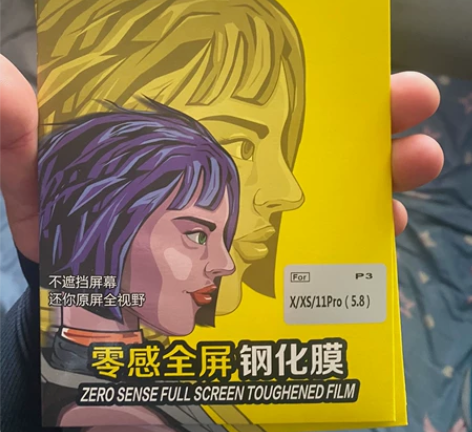 不遮挡屏幕
还你原屏全视野
For P3
X/XS/11Pro(5.8)
零感全屏钢化膜
ZERO SENSE FULL SCREEN TOUGHENED FILM